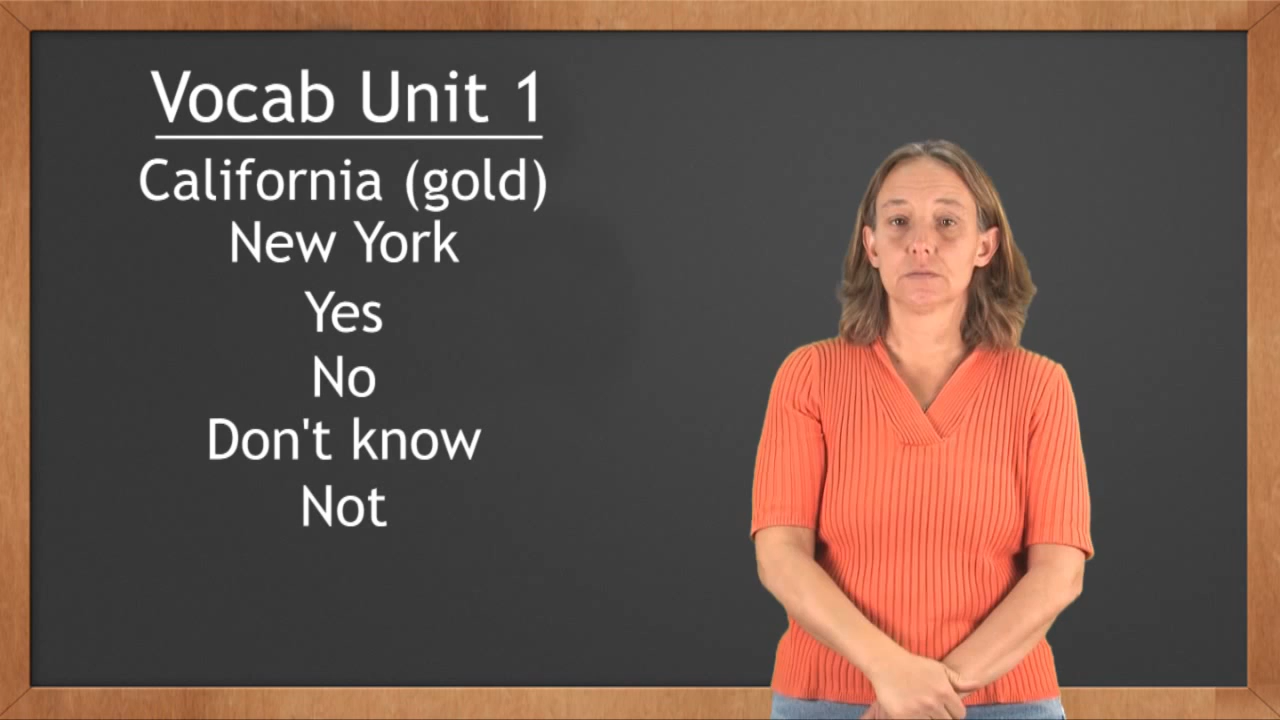 Vocab Unit 1
California (gold)
New York
Yes
No
Don't know
Not